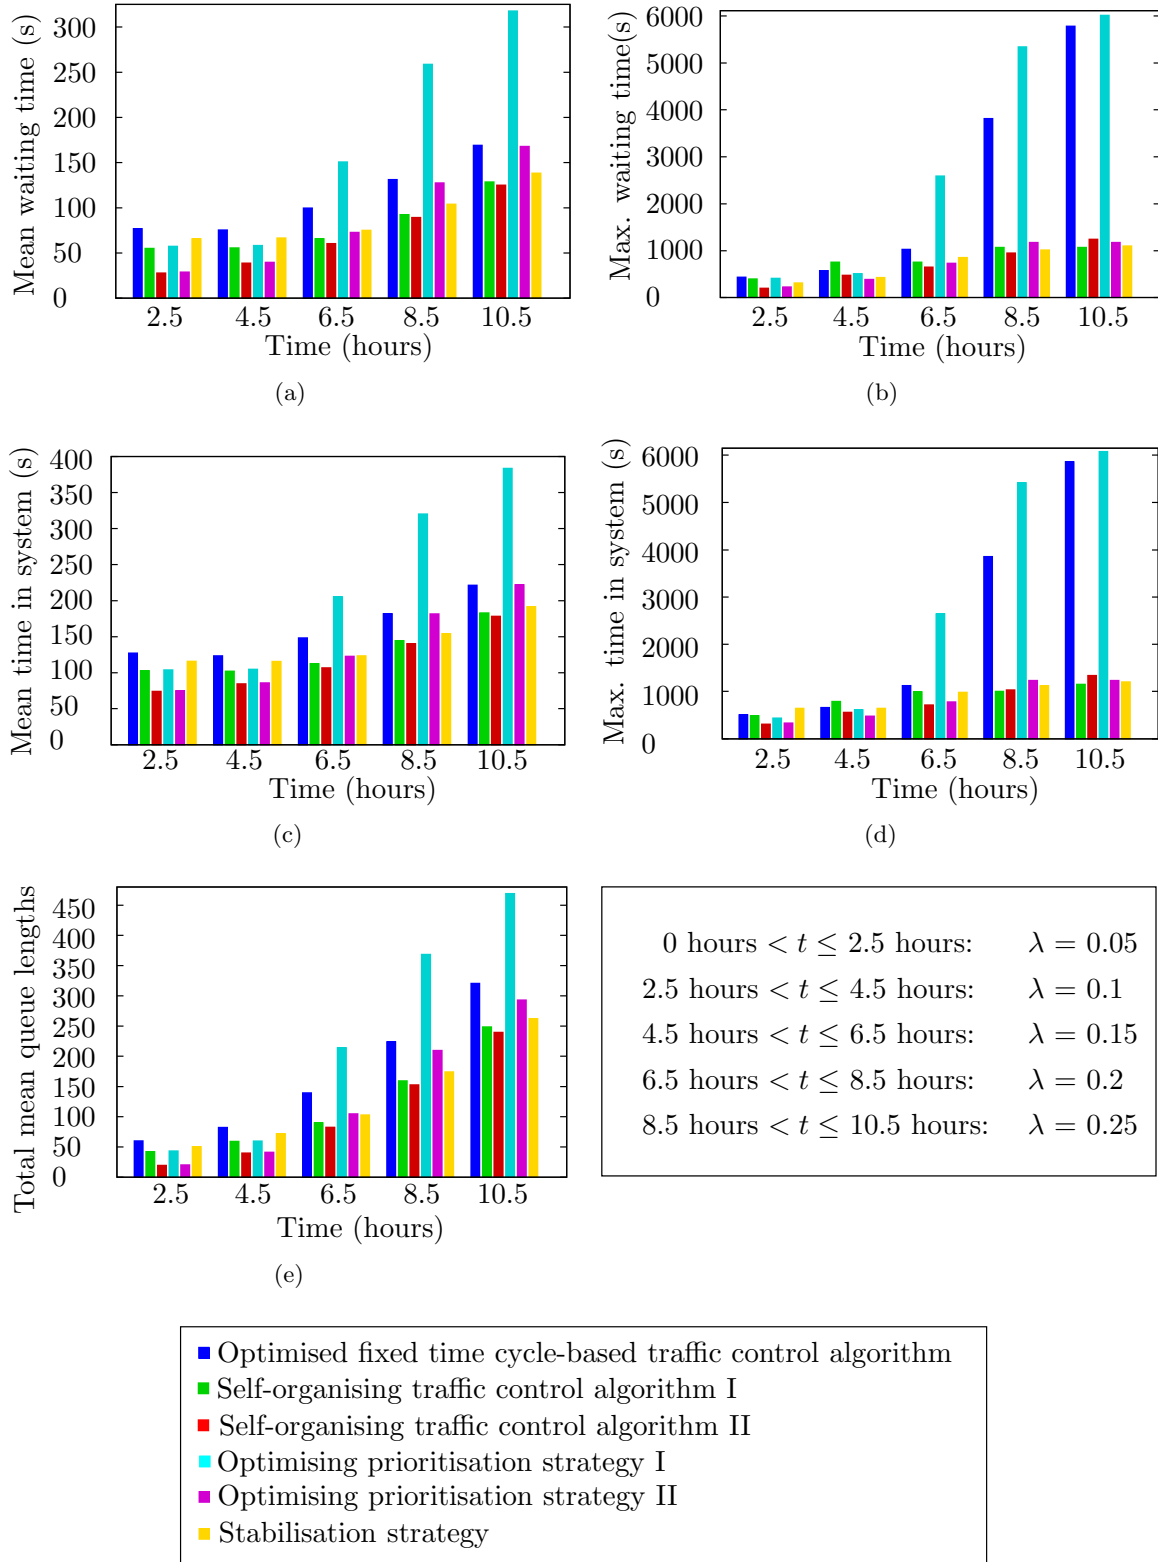 Mean waiting time (s)
300
250
200
150
100
50
0
2.5 4.5 6.5 8.5 10.5
Time (hours)
(a)
Max. waiting time(s)
6000
5000
4000
3000
2000
1000
0
2.5 4.5 6.5 8.5 10.5
Time (hours)
(b)
Mean time in system (s)
400
350
300
250
200
150
100
50
0
2.5 4.5 6.5 8.5 10.5
Time (hours)
(c)
Max. time in system (s)
6000
5000
4000
3000
2000
1000
0
2.5 4.5 6.5 8.5 10.5
Time (hours)
(d)
Total mean queue lengths
450
400
350
300
250
200
150
100
50
0
2.5 4.5 6.5 8.5 10.5
Time (hours)
(e)
0 hours < t ≤ 2.5 hours: λ = 0.05
2.5 hours < t ≤ 4.5 hours: λ = 0.1
4.5 hours < t ≤ 6.5 hours: λ = 0.15
6.5 hours < t ≤ 8.5 hours: λ = 0.2
8.5 hours < t ≤ 10.5 hours: λ = 0.25
Optimised fixed time cycle-based traffic control algorithm
Self-organising traffic control algorithm I
Self-organising traffic control algorithm II
Optimising prioritisation strategy I
Optimising prioritisation strategy II
Stabilisation strategy